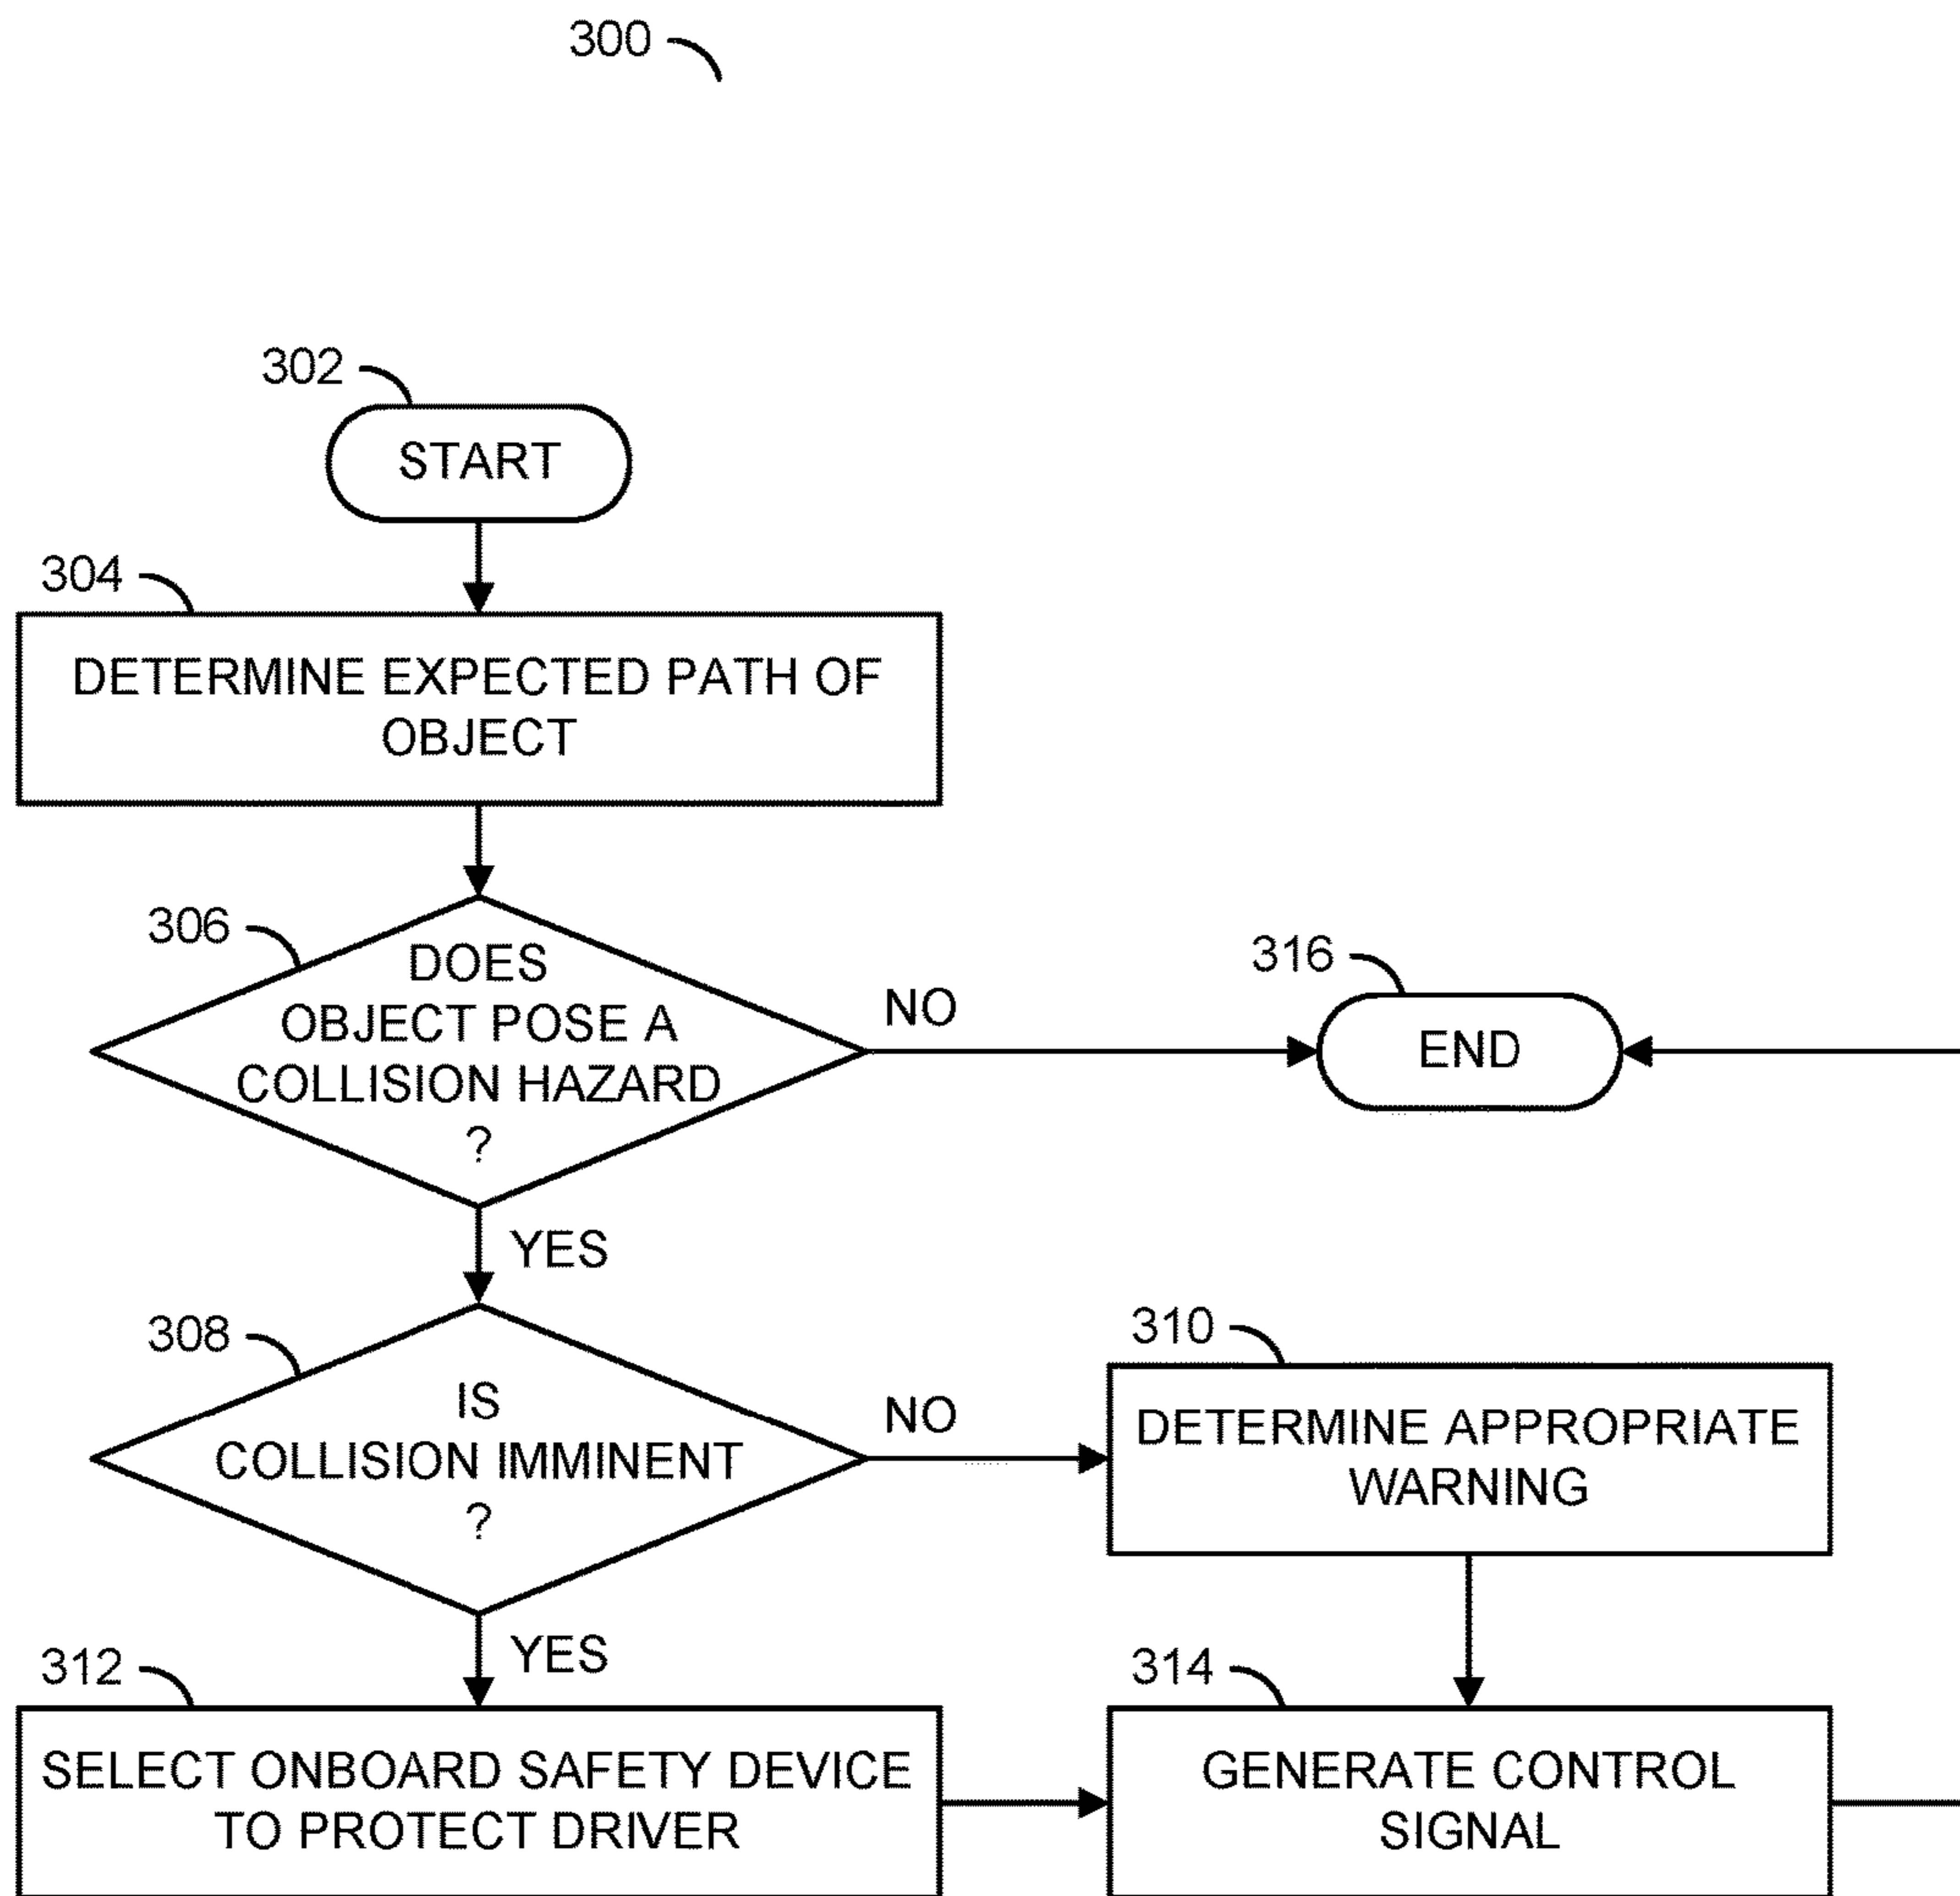 300
302
START
304
DETERMINE EXPECTED PATH OF
OBJECT
306
DOES
OBJECT POSE A
COLLISION HAZARD
?
NO
316
END
YES
308
IS
COLLISION IMMINENT
?
NO
310
DETERMINE APPROPRIATE
WARNING
YES
312
SELECT ONBOARD SAFETY DEVICE
TO PROTECT DRIVER
314
GENERATE CONTROL
SIGNAL